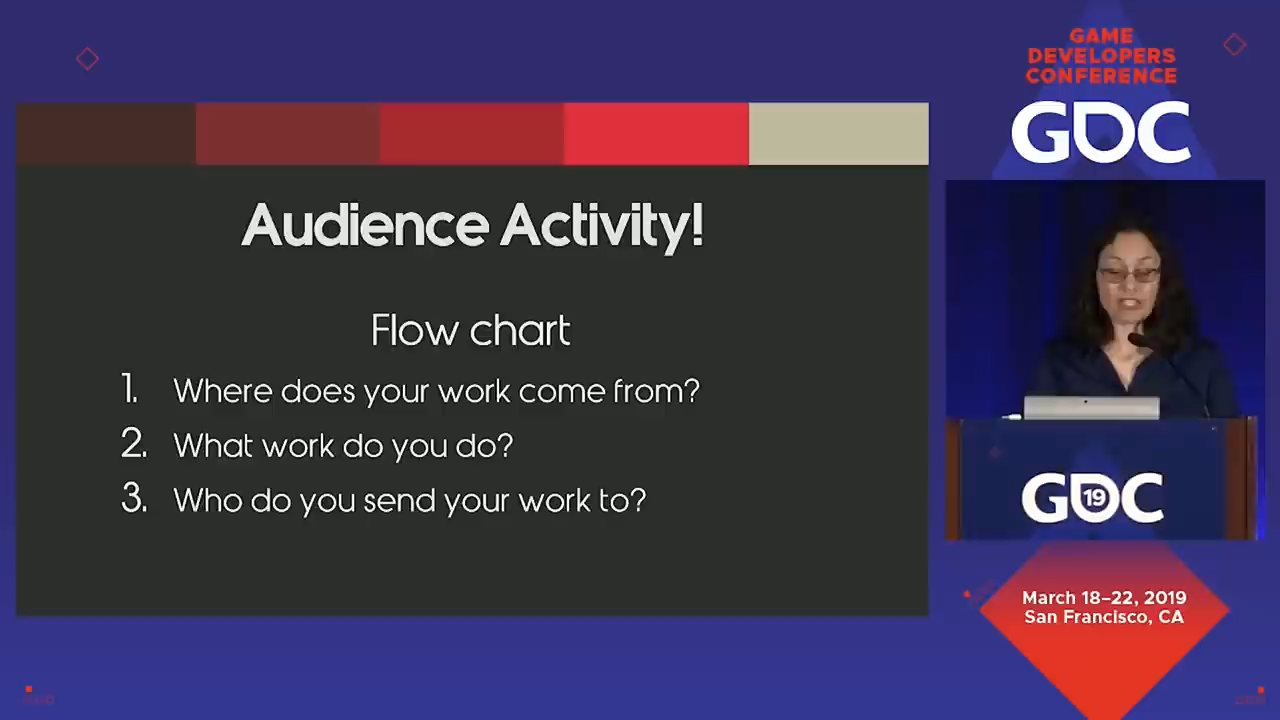 GAME
DEVELOPERS
CONFERENCE
GDC
Audience Activity!
Flow chart
1. Where does your work come from?
2. What work do you do?
3. Who do you send your work to?
GDC
19
March 18–22, 2019
San Francisco, CA